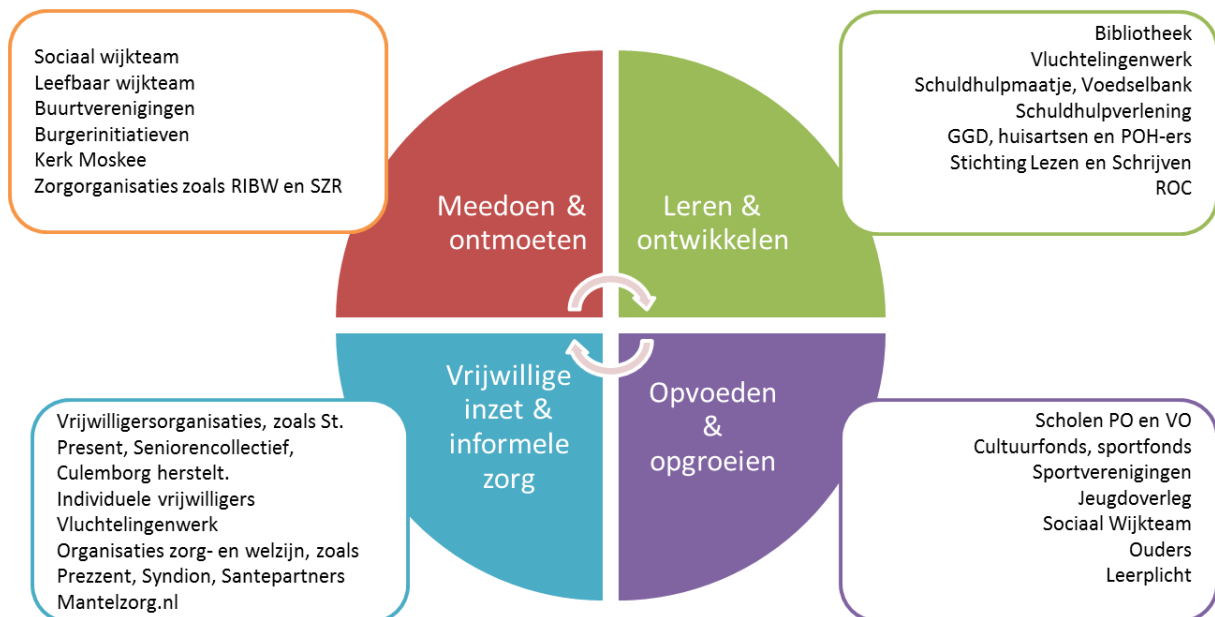 Sociaal wijkteam
Leefbaar wijkteam
Buurtverenigingen
Burgerinitiatieven
Kerk Moskee
Zorgorganisaties zoals RIBW en SZR
Meedoen &
ontmoeten
Leren &
ontwikkelen
Bibliotheek
Vluchtelingenwerk
Schuldhulpmaatje, Voedselbank
Schuldhulpverlening
GGD, huisartsen en POH-ers
Stichting Lezen en Schrijven
ROC
Vrijwilligersorganisaties, zoals St.
Present, Seniorencollectief,
Culemborg herstelt.
Individuele vrijwilligers
Vluchtelingenwerk
Organisaties zorg- en welzijn, zoals
Prezzent, Syndion, Santepartners
Mantelzorg.nl
Vrijwillige
inzet &
informele
zorg
Opvoeden
&
opgroeien
Scholen PO en VO
Cultuurfonds, sportfonds
Sportverenigingen
Jeugdoverleg
Sociaal Wijkteam
Ouders
Leerplicht